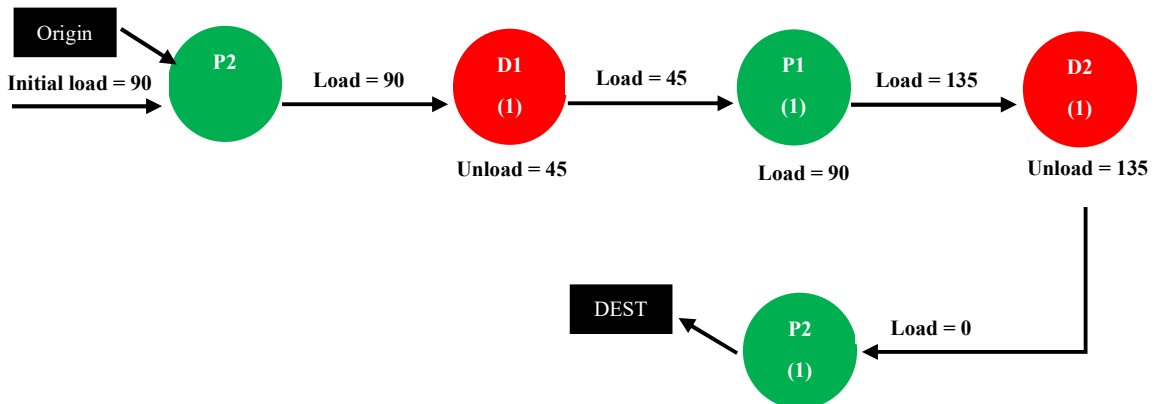 Origin
Initial load = 90
P2
Load = 90
D1
(1)
Unload = 45
Load = 45
P1
(1)
Load = 90
Load = 135
D2
(1)
Unload = 135
Load = 0
P2
(1)
DEST